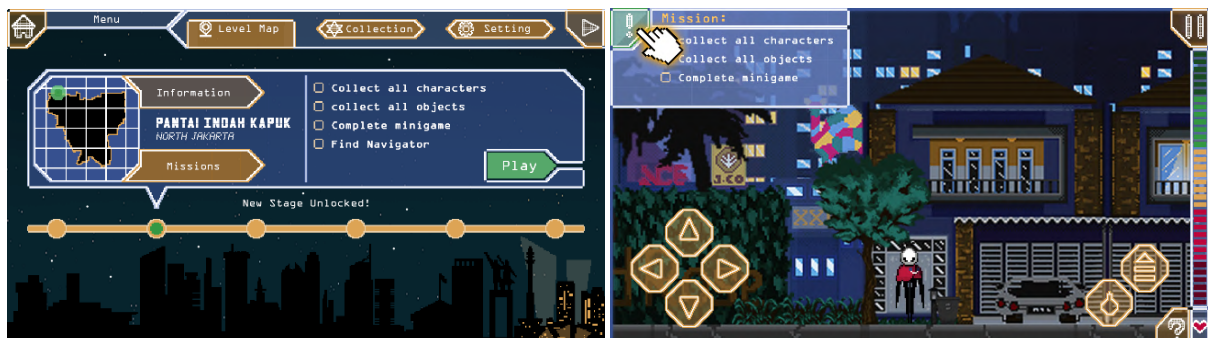 Menu
Level Map
Collection
Setting
Information
PANTAI INDAH KAPUK
NORTH JAKARTA
Missions
Collect all characters
collect all objects
Complete minigame
Find Navigator
Play
New Stage Unlocked!
Mission:
collect all characters
Collect all objects
Complete minigame
J.CO